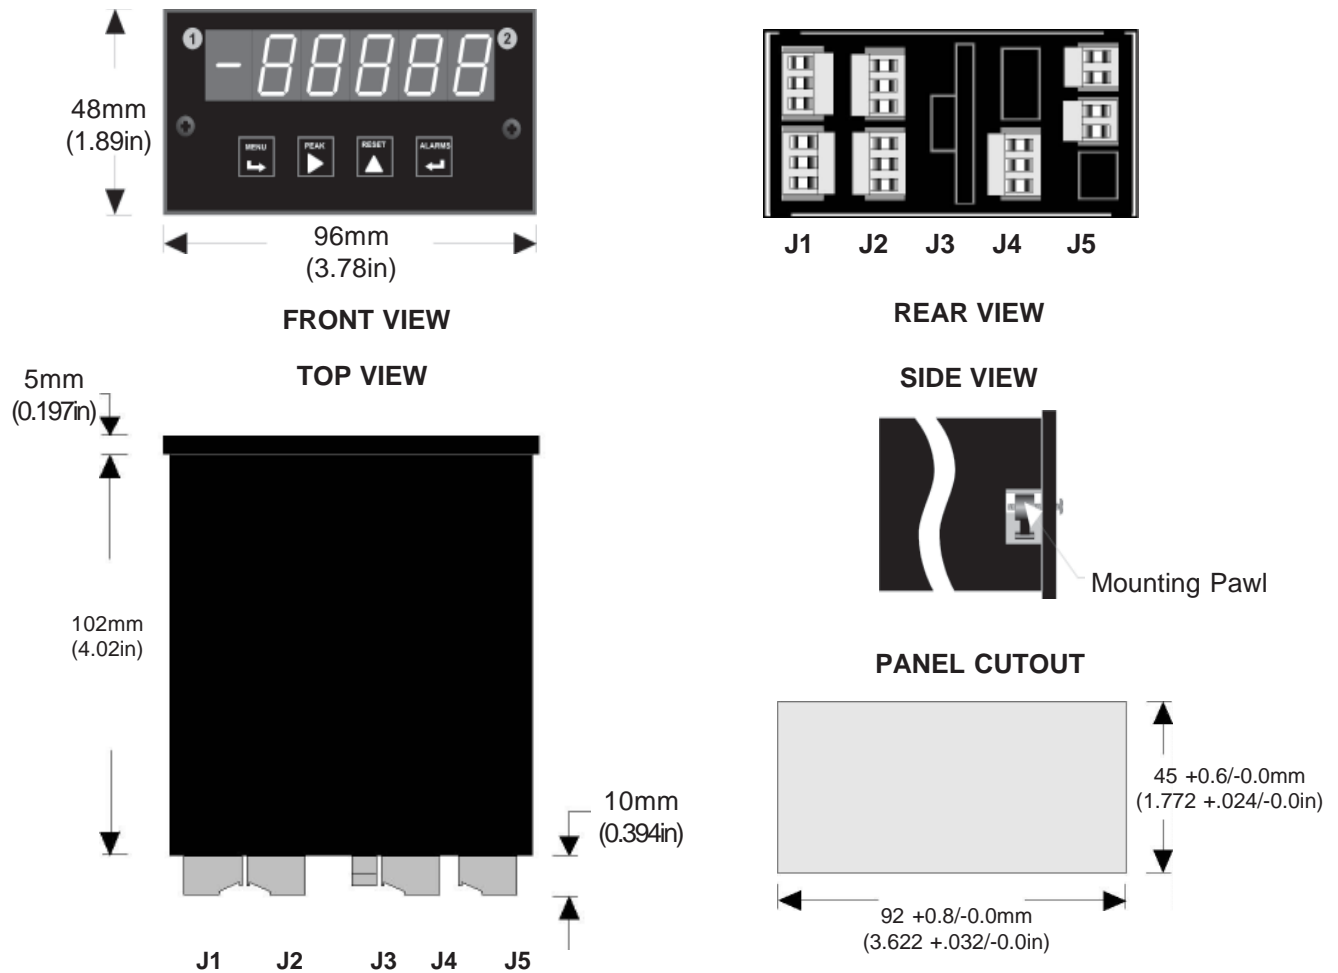 1
2
-88888
48mm
(1.89in)
MENU
PEAK
RESET
ALARMS
96mm
(3.78in)
FRONT VIEW
J1 J2 J3 J4 J5
REAR VIEW
TOP VIEW
5mm
(0.197in)
102mm
(4.02in)
10mm
(0.394in)
J1 J2 J3 J4 J5
SIDE VIEW
Mounting Pawl
PANEL CUTOUT
45 +0.6/-0.0mm
(1.772 +.024/-0.0in)
92 +0.8/-0.0mm
(3.622 +.032/-0.0in)